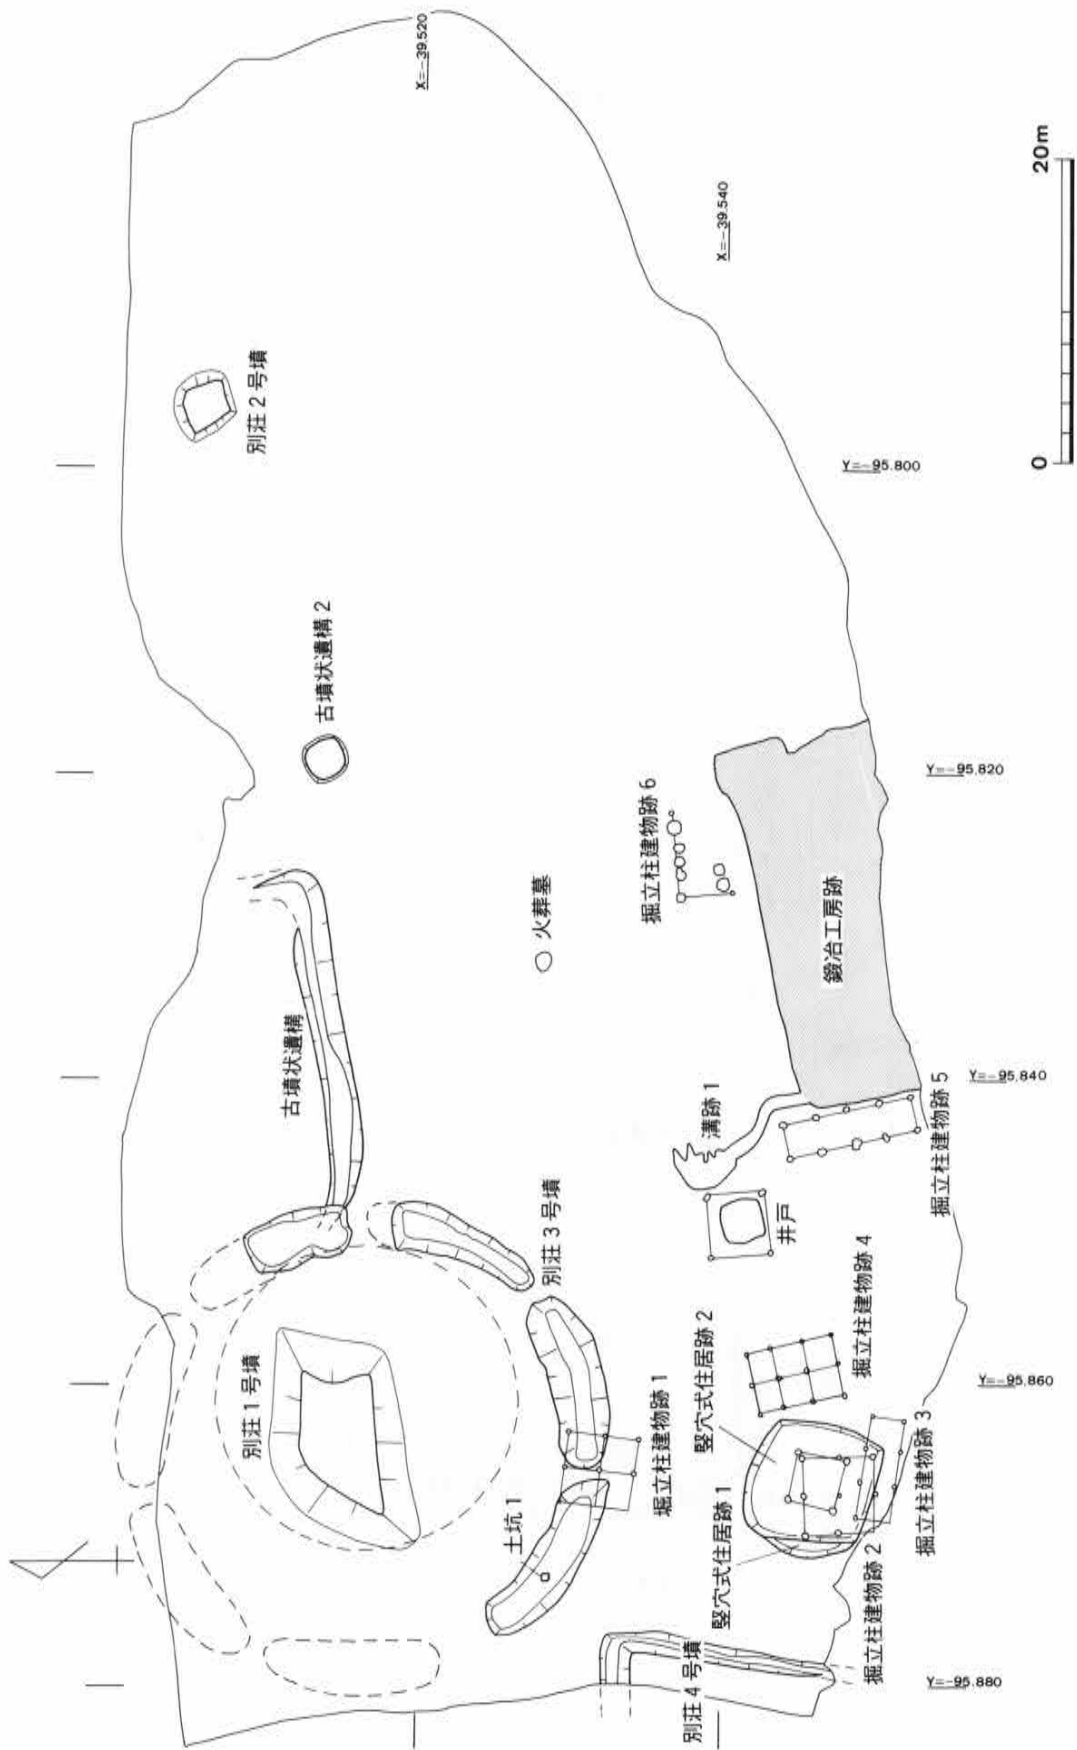 X=-39.520
X=-39.540
20m
0
別荘2号墳
Y=-95.800
古墳状遺構2
Y=-95.820
掘立柱建物跡6
火葬墓
鍛冶工房跡
古墳状遺構
Y=-95,840
溝跡1
掘立柱建物跡5
井戸
別荘3号墳
掘立柱建物跡4
竪穴式住居跡2
別荘1号墳
Y=-95,860
堀立柱建物跡1
掘立柱建物跡3
土坑1
竪穴式住居跡1
掘立柱建物跡2
別荘4号墳
Y=-95.880